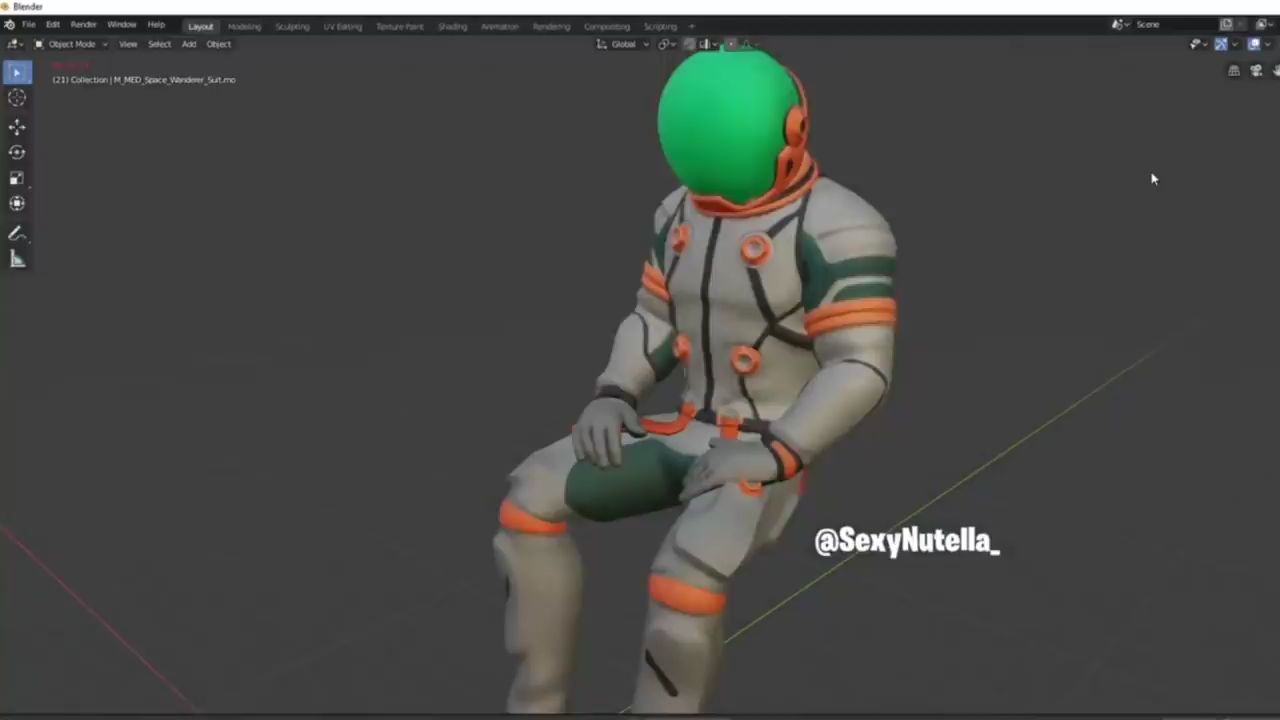 Blender
File Edit Render Window Help Layout Modeling Sculpting UV Editing Texture Paint Shading Animation Rendering Compositing Scripting + Scene
Object Mode View Select Add Object Global
(21) Collection | M_MED_Space_Wanderer_Suit.mo
@SexyNutella_